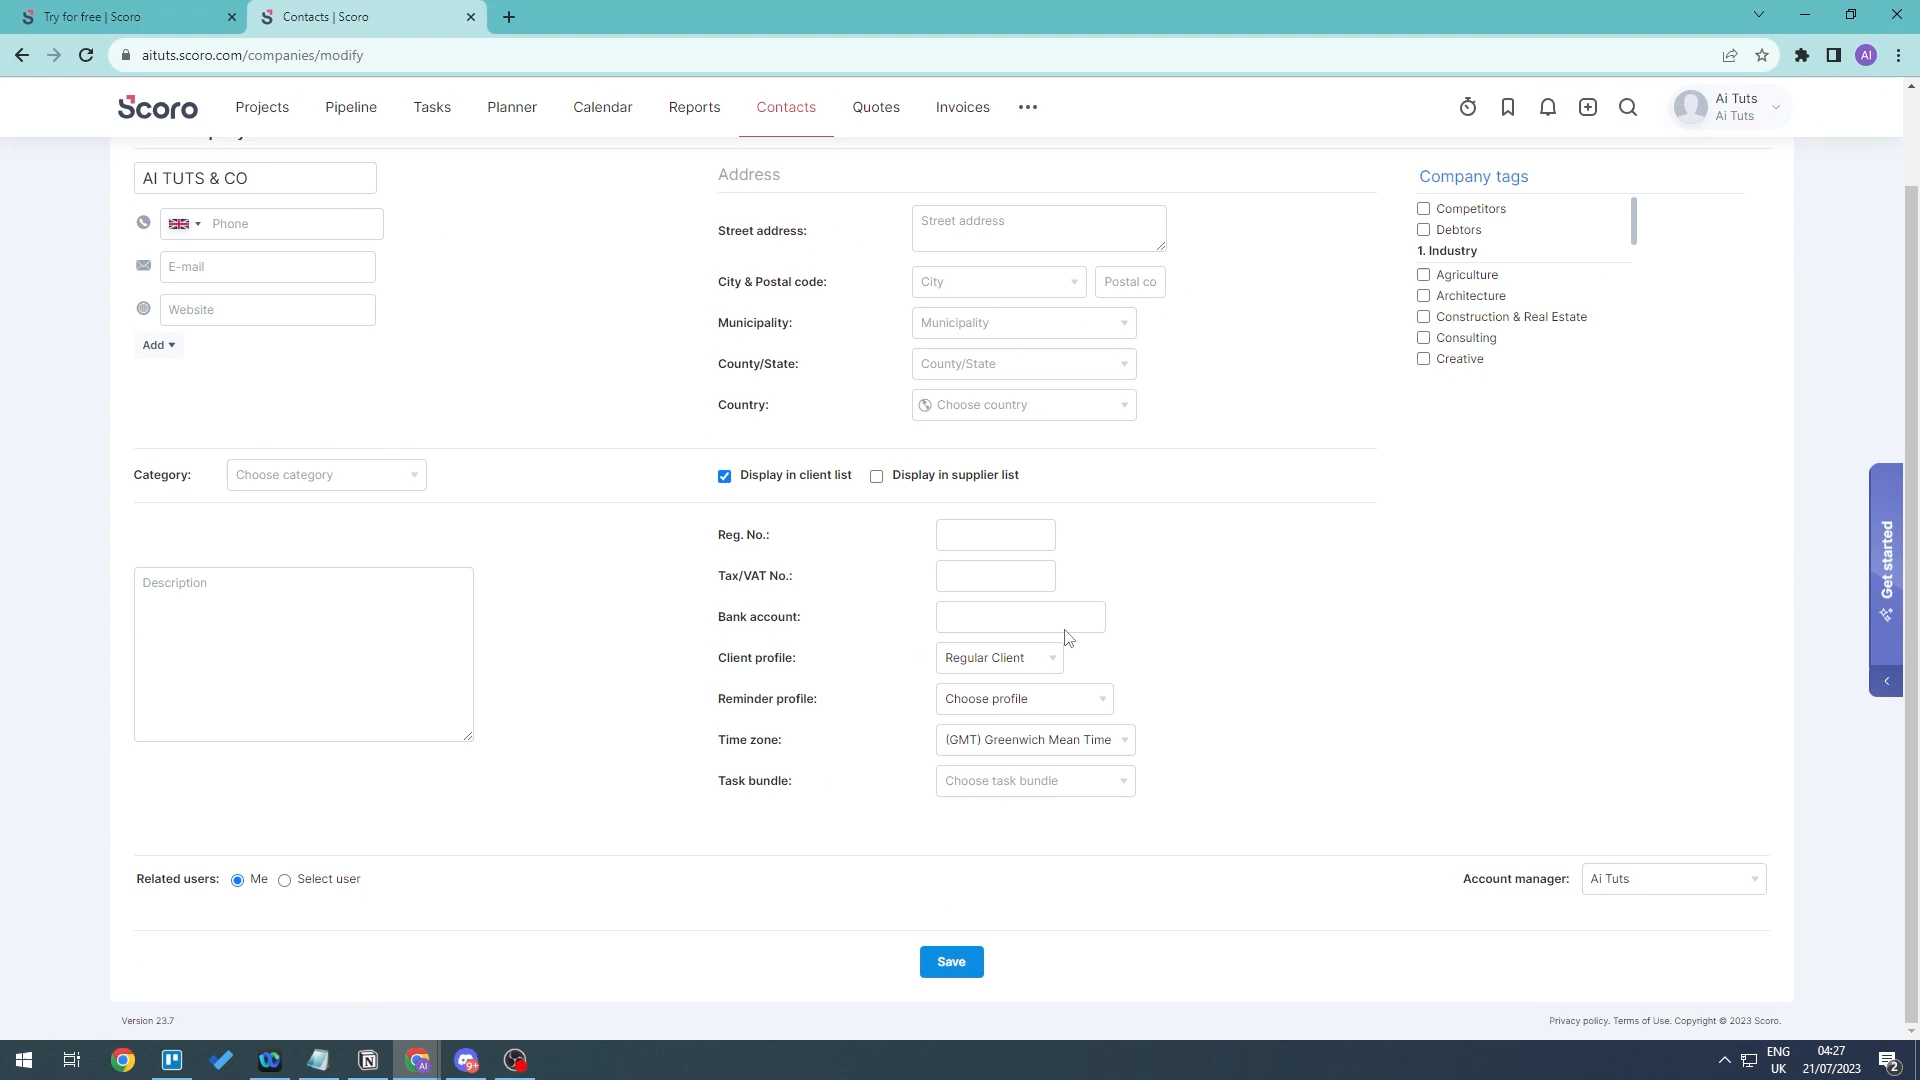 Try for free | Scoro
Contacts | Scoro
aituts.scoro.com/companies/modify
AI
Scoro
Projects
Pipeline
Tasks
Planner
Calendar
Reports
Contacts
Quotes
Invoices
Ai Tuts
Ai Tuts
AI TUTS & CO
Phone
E-mail
Website
Add
Address
Street address:
Street address
City & Postal code:
City
Postal co
Municipality:
Municipality
County/State:
County/State
Country:
Choose country
Company tags
Competitors
Debtors
1. Industry
Agriculture
Architecture
Construction & Real Estate
Consulting
Creative
Category:
Choose category
Display in client list
Display in supplier list
Description
Reg. No.:
Tax/VAT No.:
Bank account:
Client profile:
Regular Client
Reminder profile:
Choose profile
Time zone:
(GMT) Greenwich Mean Time
Task bundle:
Choose task bundle
Get started
Related users:
Me
Select user
Account manager:
Ai Tuts
Save
Version 23.7
Privacy policy. Terms of Use. Copyright © 2023 Scoro.
AI
9+
ENG
UK
04:27
21/07/2023
2